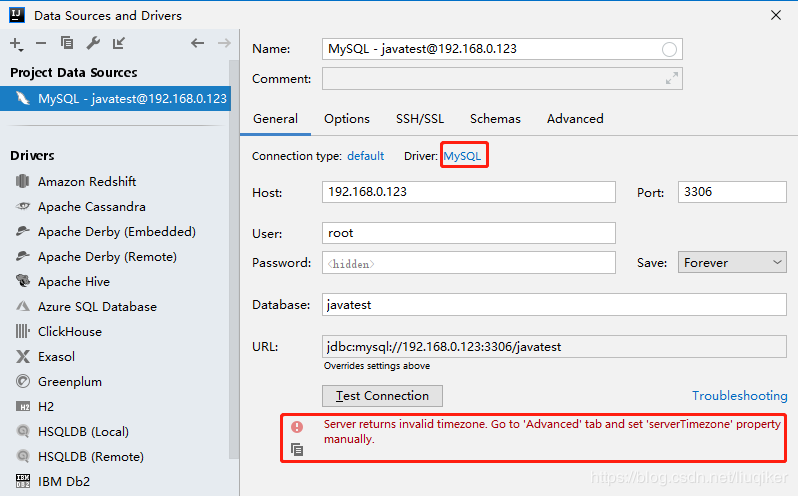 Data Sources and Drivers
Project Data Sources
MySQL - javatest@192.168.0.123
Drivers
Amazon Redshift
Apache Cassandra
Apache Derby (Embedded)
Apache Derby (Remote)
Apache Hive
Azure SQL Database
ClickHouse
Exasol
Greenplum
H2
HSQLDB (Local)
HSQLDB (Remote)
IBM Db2
Name: MySQL - javatest@192.168.0.123
Comment:
General Options SSH/SSL Schemas Advanced
Connection type: default Driver: MySQL
Host: 192.168.0.123 Port: 3306
User: root
Password: <hidden> Save: Forever
Database: javatest
URL: jdbc:mysql://192.168.0.123:3306/javatest
Overrides settings above
Test Connection Troubleshooting
Server returns invalid timezone. Go to 'Advanced' tab and set 'serverTimezone' property
manually.
https://blog.csdn.net/liuqiker